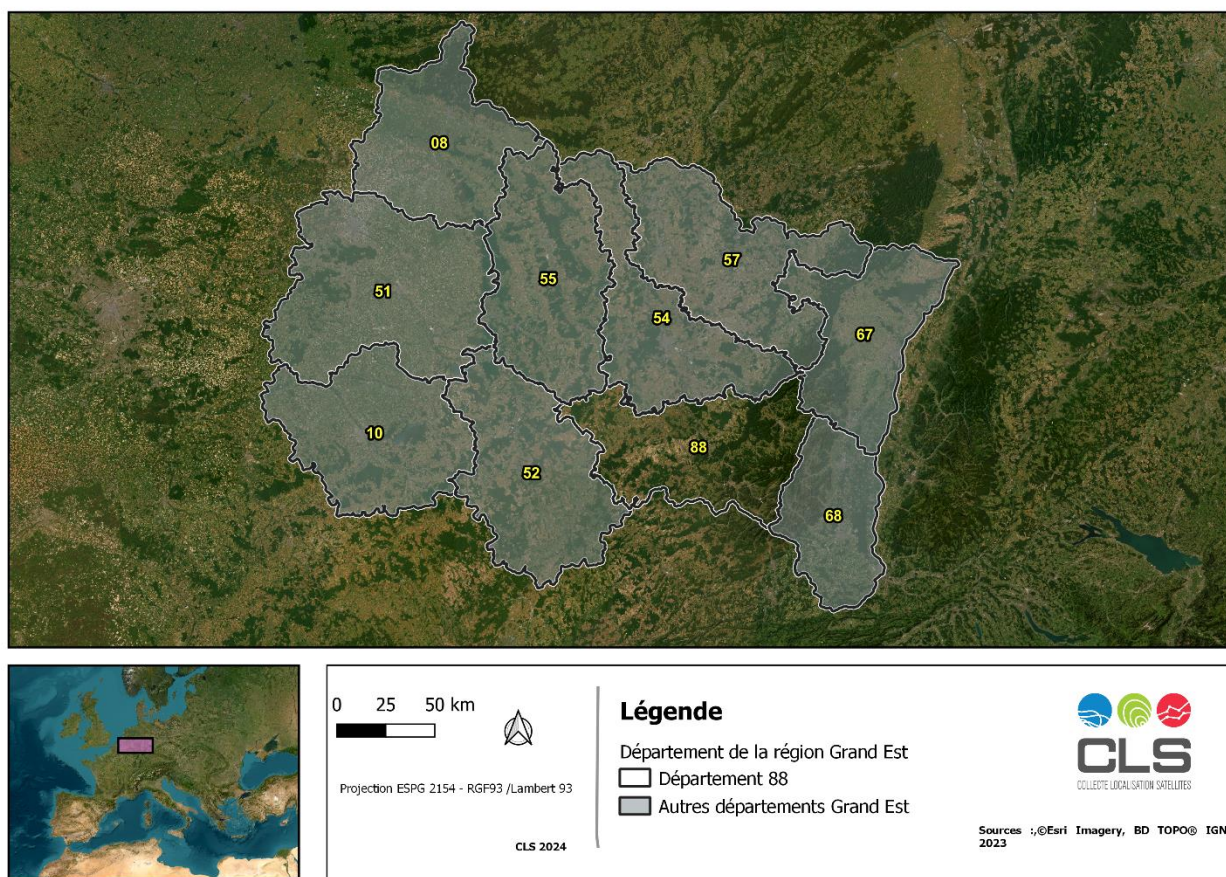 08
57
55
51
54
67
10
88
52
68
0 25 50 km
Projection ESPG 2154 - RGF93 /Lambert 93
CLS 2024
Légende
Département de la région Grand Est
Département 88
Autres départements Grand Est
CLS
COLLECTE LOCALISATION SATELLITES
Sources :,©Esri Imagery, BD TOPO® IGN
2023